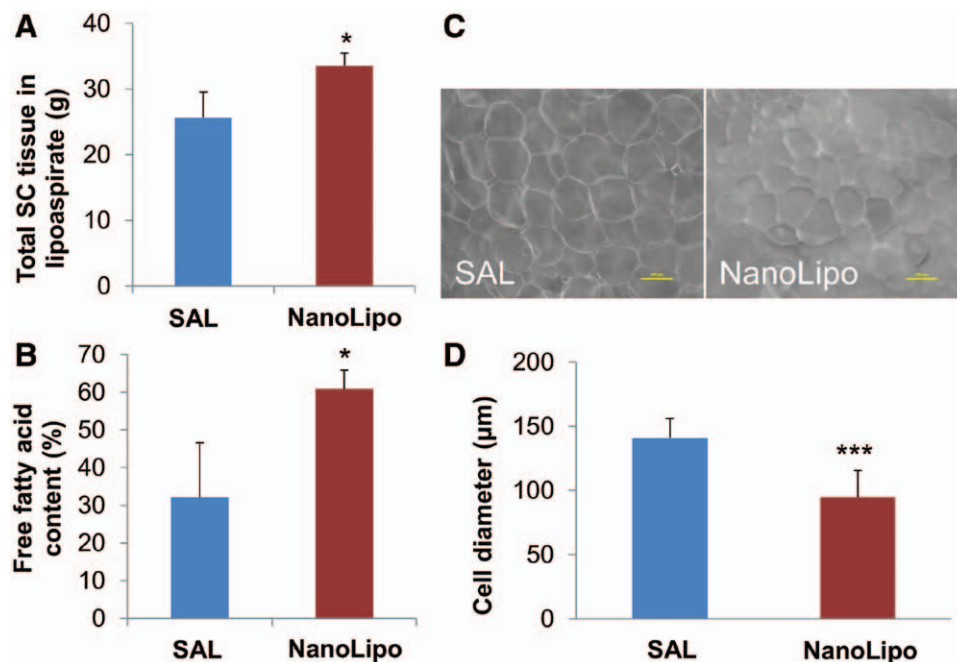 A
Total SC tissue in
lipoaspirate (g)
40
30
20
10
0
*
SAL
NanoLipo
C
SAL
NanoLipo
B
Free fatty acid
content (%)
70
60
50
40
30
20
10
0
*
SAL
NanoLipo
D
Cell diameter (µm)
200
150
100
50
0
***
SAL
NanoLipo